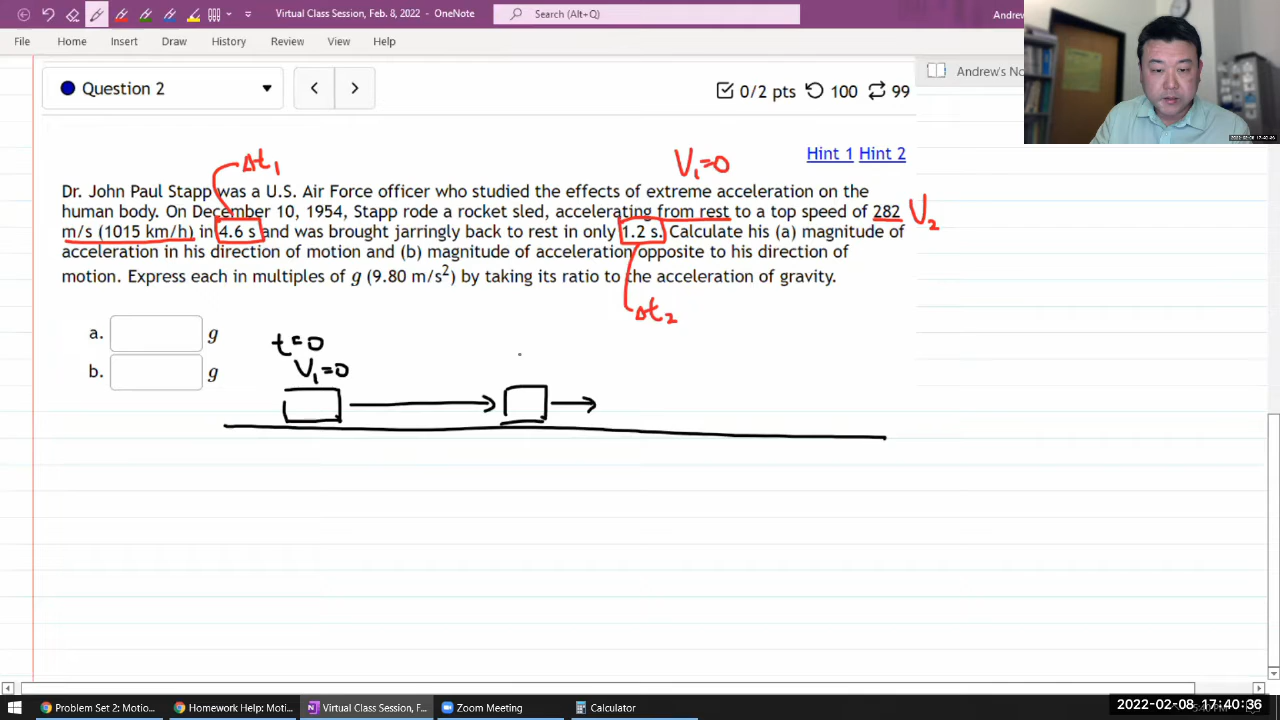 Virtual Class Session, Feb. 8, 2022 - OneNote
Search (Alt+Q)
Andrew
File Home Insert Draw History Review View Help
Question 2
0/2 pts 100 99
Andrew's No
Δt₁
V₁=0
Hint 1 Hint 2
Dr. John Paul Stapp was a U.S. Air Force officer who studied the effects of extreme acceleration on the
human body. On December 10, 1954, Stapp rode a rocket sled, accelerating from rest to a top speed of 282
V₂
m/s (1015 km/h) in 4.6 s and was brought jarringly back to rest in only 1.2 s. Calculate his (a) magnitude of
acceleration in his direction of motion and (b) magnitude of acceleration opposite to his direction of
motion. Express each in multiples of g (9.80 m/s²) by taking its ratio to the acceleration of gravity.
Δt₂
a. g
b. g
t=0
V₁=0
Problem Set 2: Motio... Homework Help: Moti... Virtual Class Session, F... Zoom Meeting Calculator
2022-02-08 17:40:36
2022-02-08 17:40:36